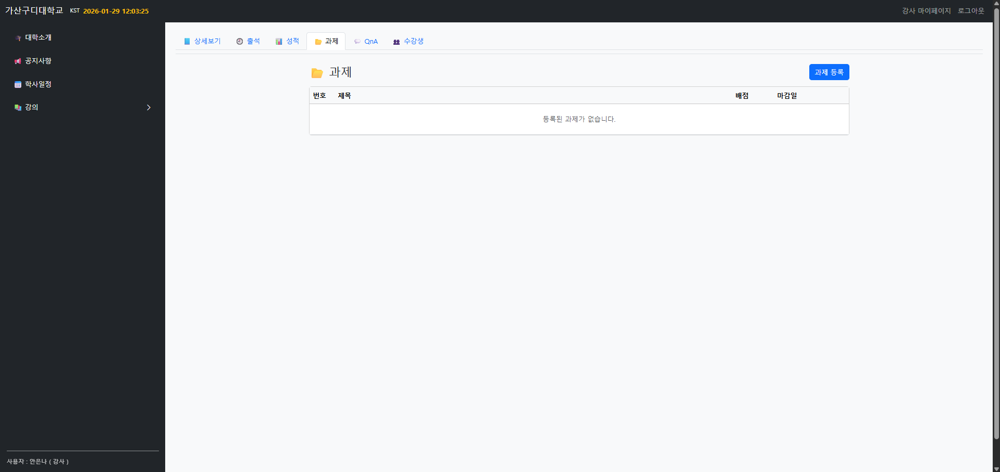 가산구디대학교 KST 2026-01-29 12:03:25 강사 마이페이지 로그아웃
대학소개
공지사항
학사일정
강의
상세보기 출석 성적 과제 QnA 수강생
과제 과제 등록
번호 제목 배점 마감일
등록된 과제가 없습니다.
사용자 : 안은나 ( 강사 )